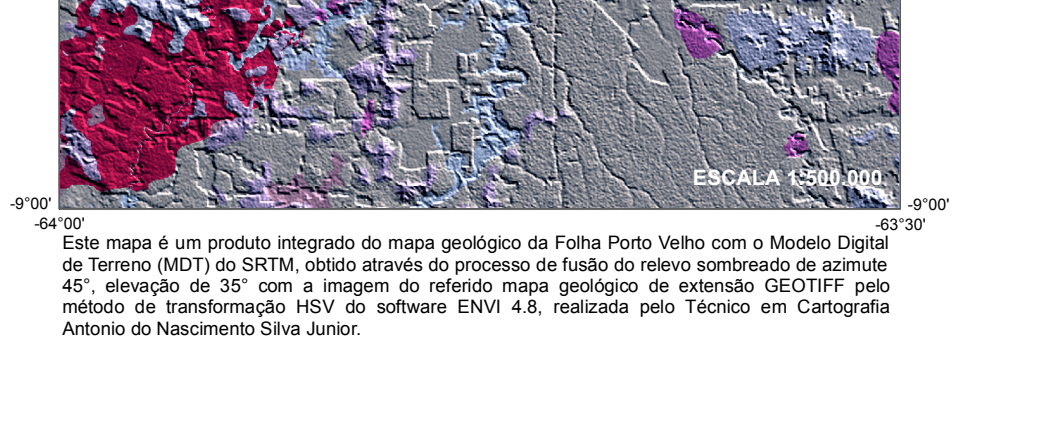 ESCALA 1:500.000
-9°00' -9°00'
-64°00' -63°30'
Este mapa é um produto integrado do mapa geológico da Folha Porto Velho com o Modelo Digital
de Terreno (MDT) do SRTM, obtido através do processo de fusão do relevo sombreado de azimute
45°, elevação de 35° com a imagem do referido mapa geológico de extensão GEOTIFF pelo
método de transformação HSV do software ENVI 4.8, realizada pelo Técnico em Cartografia
Antonio do Nascimento Silva Junior.